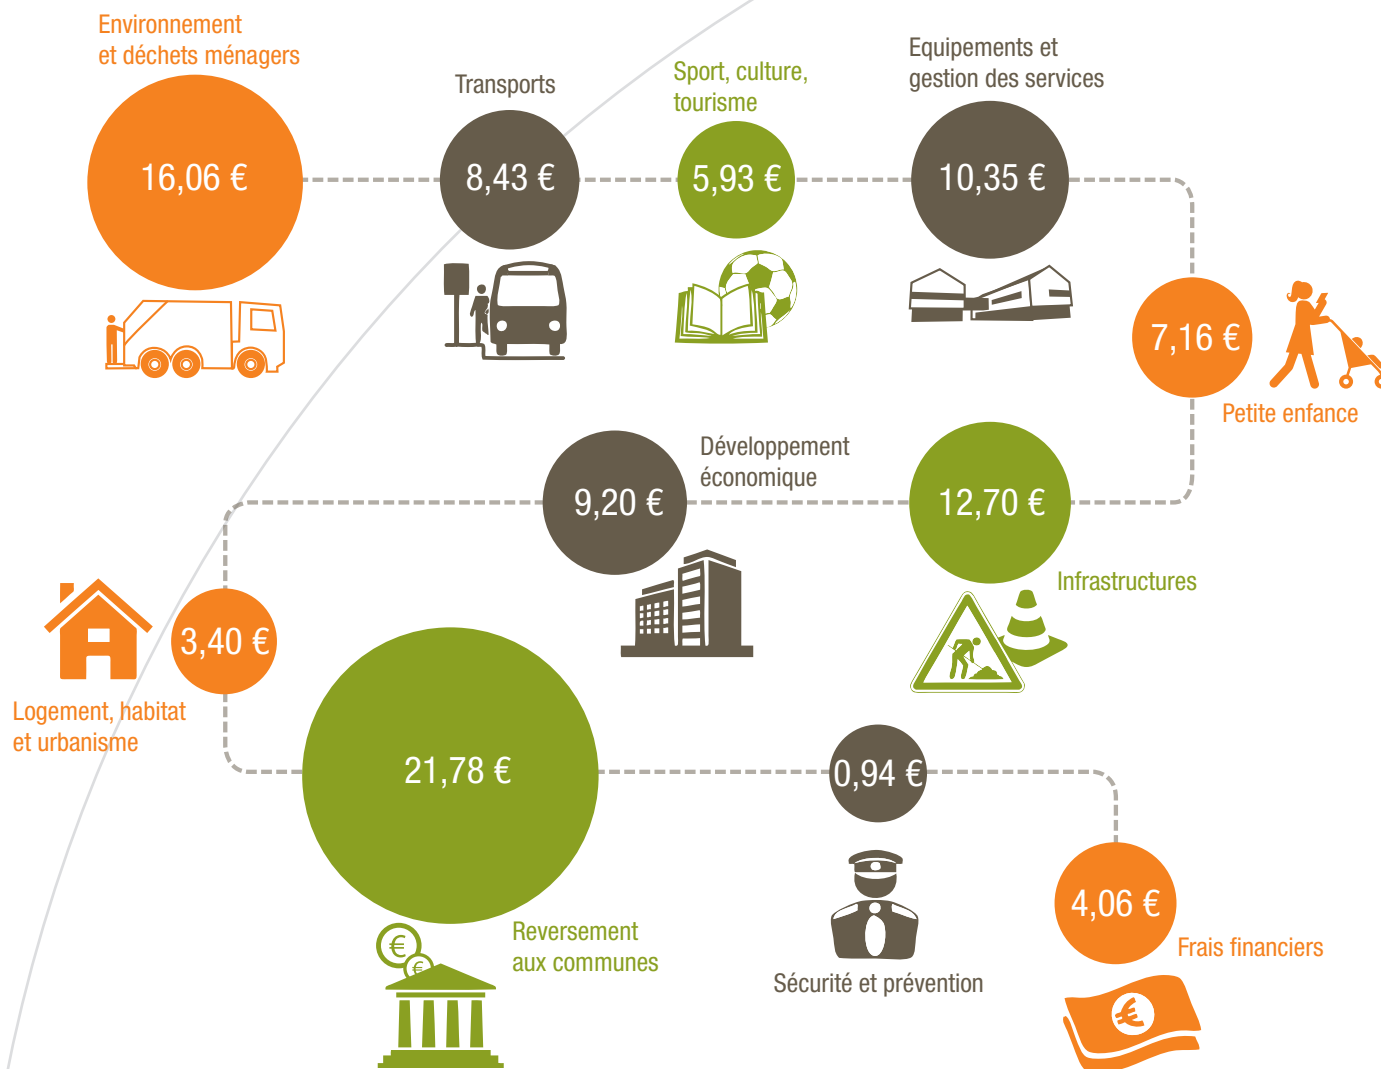 Environnement
et déchets ménagers
16,06 €
Transports
8,43 €
Sport, culture,
tourisme
5,93 €
Equipements et
gestion des services
10,35 €
7,16 €
Petite enfance
12,70 €
Infrastructures
Développement
économique
9,20 €
3,40 €
Logement, habitat
et urbanisme
21,78 €
€
€
Reversement
aux communes
0,94 €
Sécurité et prévention
4,06 €
Frais financiers
€